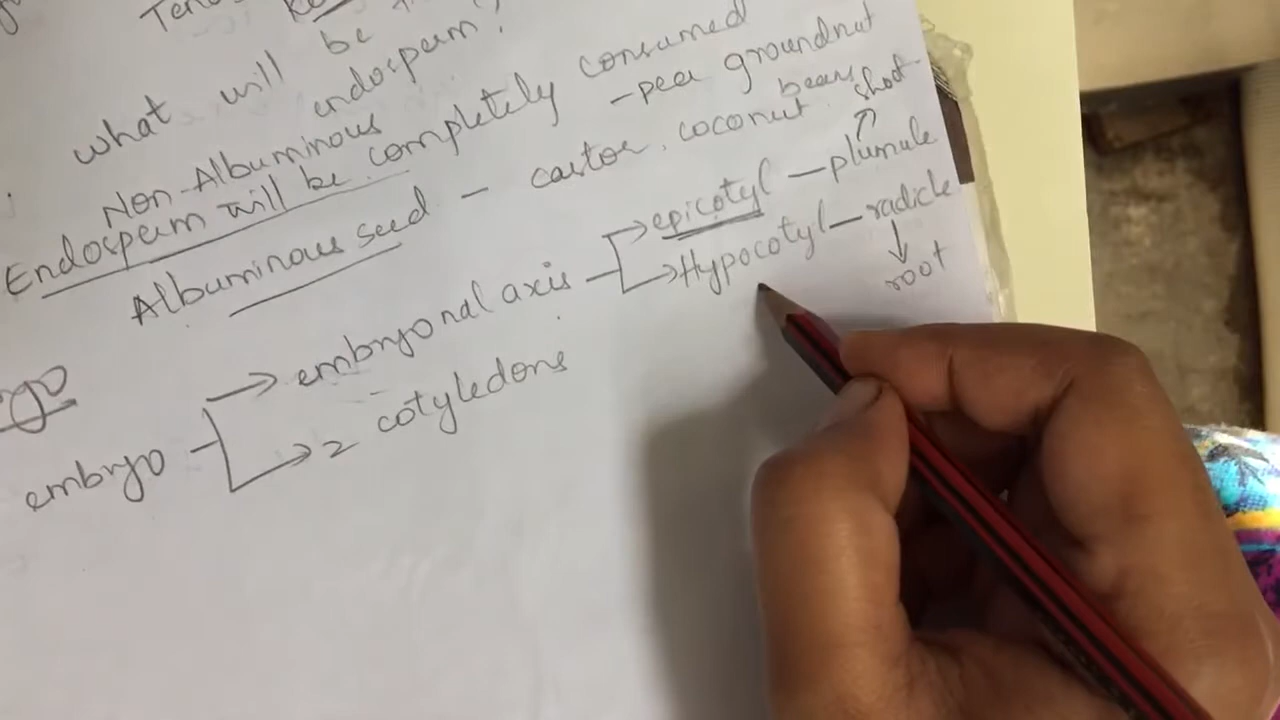 what will be
endosperm?
Non-Albuminous
Endosperm will be completely consumed
- pea groundnut beans
Albuminous seed - castor, coconut
embryo → embryonal axis → epicotyl - plumule → shoot
→ Hypocotyl - radicle → root
→ 2 cotyledons